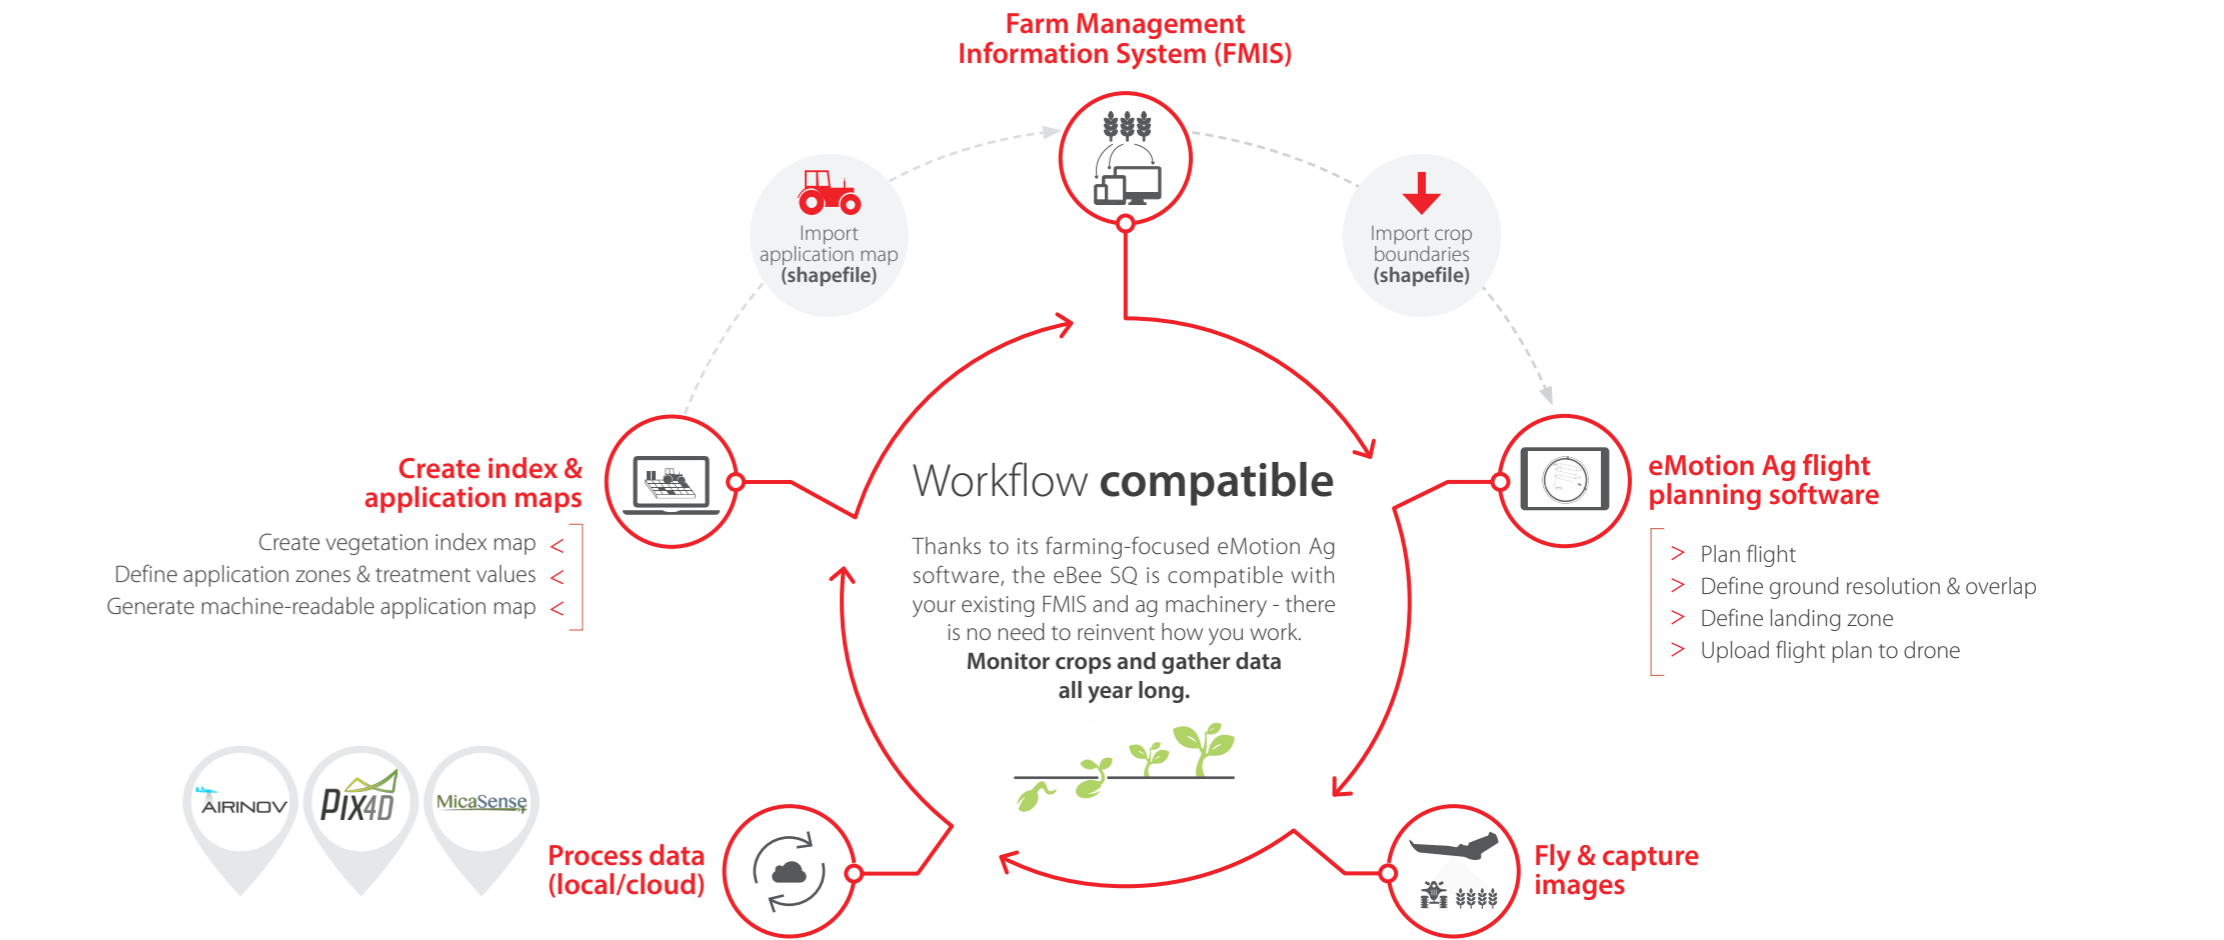 Farm Management
Information System (FMIS)
Import
application map
(shapefile)
Import crop
boundaries
(shapefile)
Create index &
application maps
Create vegetation index map <
Define application zones & treatment values <
Generate machine-readable application map <
Workflow compatible
Thanks to its farming-focused eMotion Ag
software, the eBee SQ is compatible with
your existing FMIS and ag machinery - there
is no need to reinvent how you work.
Monitor crops and gather data
all year long.
eMotion Ag flight
planning software
> Plan flight
> Define ground resolution & overlap
> Define landing zone
> Upload flight plan to drone
AIRINOV
PIX4D
MicaSense
Process data
(local/cloud)
Fly & capture
images